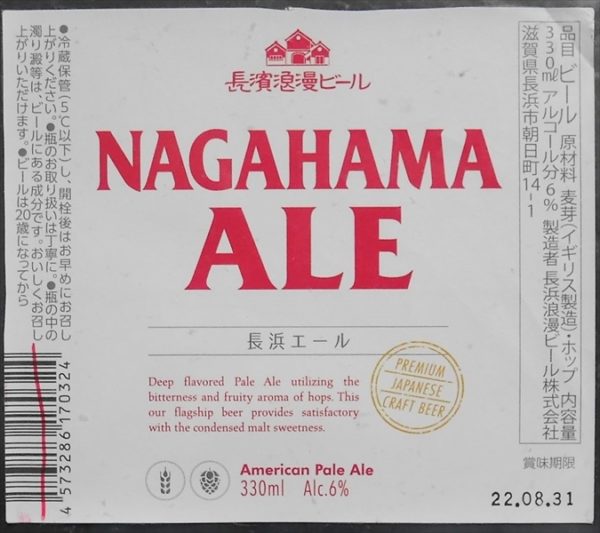 長濱浪漫ビール
NAGAHAMA
ALE
長浜エール
Deep flavored Pale Ale utilizing the
bitterness and fruity aroma of hops. This
our flagship beer provides satisfactory
with the condensed malt sweetness.
PREMIUM
JAPANESE
CRAFT BEER
American Pale Ale
330ml Alc.6%
品目 ビール 原材料 麦芽(イギリス製造)・ホップ 内容量
330mℓ アルコール分6% 製造者 長浜浪漫ビール株式会社
滋賀県長浜市朝日町14-1
賞味期限
22.08.31
●冷蔵保管(5℃以下)し、開栓後はお早めにお召し
上がりください。●瓶のお取り扱いは丁寧に。●瓶の中の
濁り澱等は、ビールにある成分です。おいしくお召し
上がりいただけます。●ビールは20歳になってから
4 573286 170324